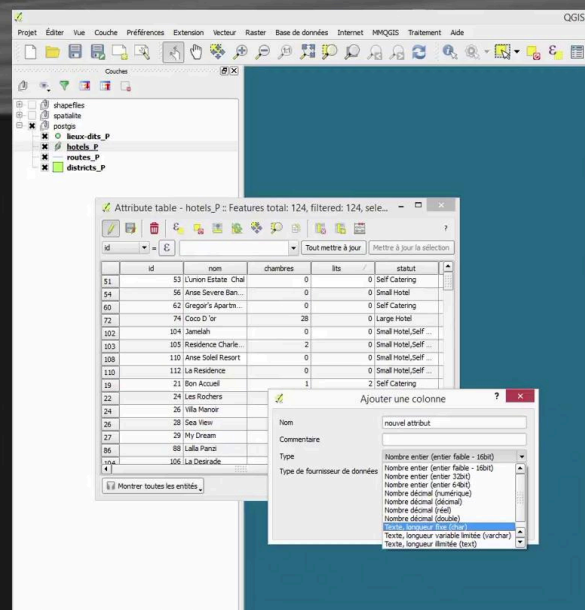 QGIS
Projet Éditer Vue Couche Préférences Extension Vecteur Raster Base de données Internet MMQGIS Traitement Aide
Couches
shapefiles
spatialite
postgis
lieux-dits_P
hotels_P
routes_P
districts_P
Attribute table - hotels_P :: Features total: 124, filtered: 124, sele...
?
id = ε Tout mettre à jour Mettre à jour la sélection
id nom chambres lits statut
51 53 L'union Estate Chal 0 0 Self Catering
54 56 Anse Severe Ban... 0 0 Small Hotel
60 62 Gregoir's Apartm... 0 0 Self Catering
72 74 Coco D 'or 28 0 Large Hotel
102 104 Jamelah 0 0 Small Hotel,Self ...
103 105 Residence Charle... 2 0 Small Hotel,Self ...
108 110 Anse Soleil Resort 0 0 Small Hotel,Self ...
110 112 La Residence 0 0 Small Hotel,Self ...
19 21 Bon Accueil 1 2 Self Catering
22 24 Les Rochers
24 26 Villa Manoir
26 28 Sea View
27 29 My Dream
86 88 Lalla Panzi
104 106 La Desirade
Montrer toutes les entités
Ajouter une colonne ?
Nom nouvel attribut
Commentaire
Type Nombre entier (entier faible - 16bit)
Type de fournisseur de données
Nombre entier (entier faible - 16bit)
Nombre entier (entier 32bit)
Nombre entier (entier 64bit)
Nombre décimal (numérique)
Nombre décimal (décimal)
Nombre décimal (réel)
Nombre décimal (double)
Texte, longueur fixe (char)
Texte, longueur variable limitée (varchar)
Texte, longueur illimitée (text)